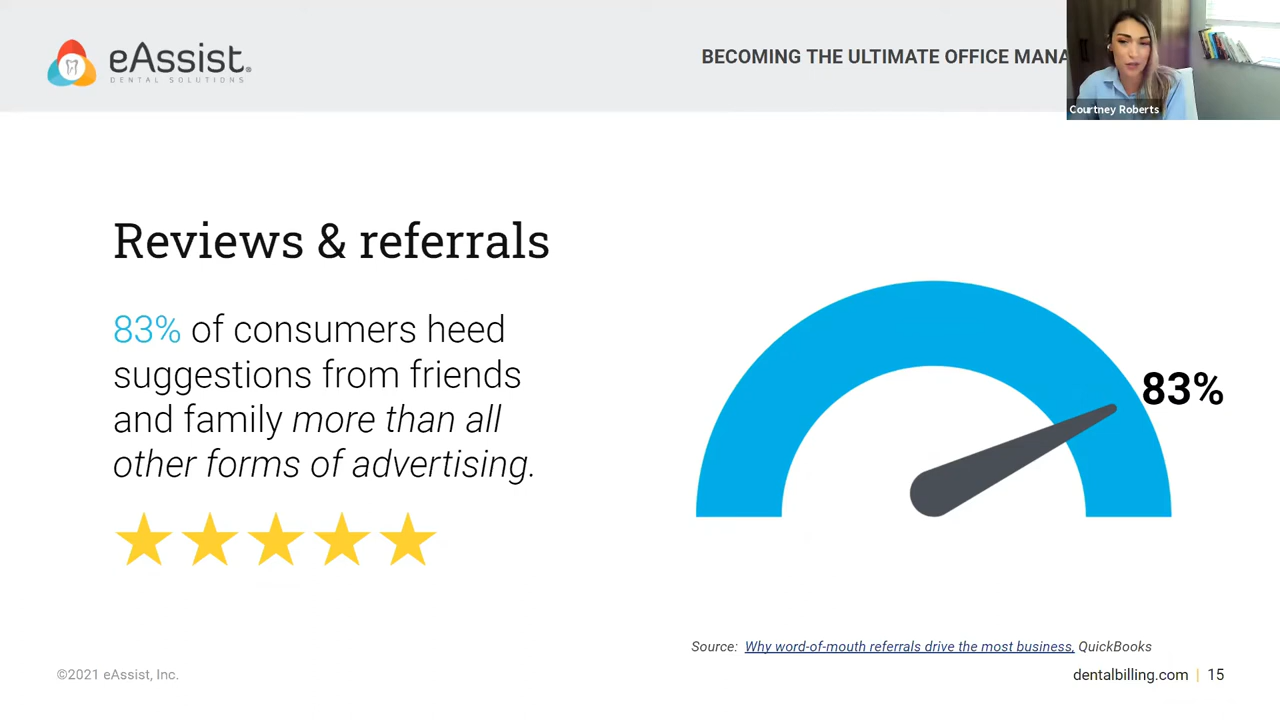 eAssist.
DENTAL SOLUTIONS
BECOMING THE ULTIMATE OFFICE MANA
Courtney Roberts
Reviews & referrals
83% of consumers heed
suggestions from friends
and family more than all
other forms of advertising.
83%
Source: Why word-of-mouth referrals drive the most business, QuickBooks
©2021 eAssist, Inc.
dentalbilling.com | 15